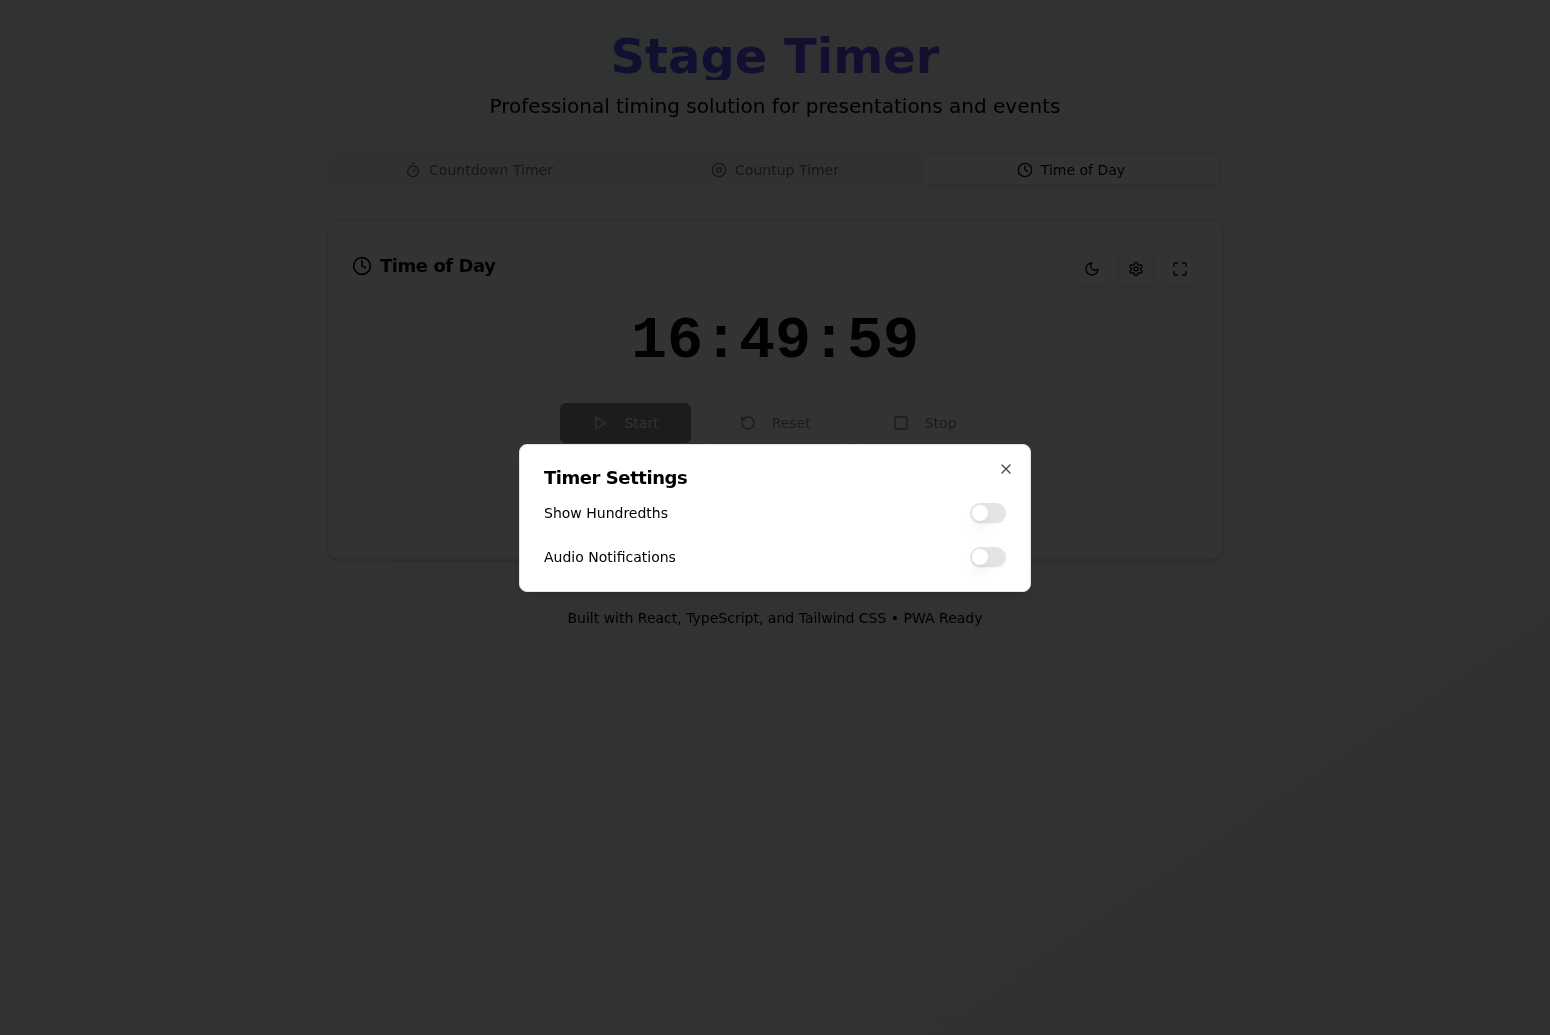 Stage Timer
Professional timing solution for presentations and events
Countdown Timer
Countup Timer
Time of Day
Time of Day
16:49:59
Start
Reset
Stop
Timer Settings
Show Hundredths
Audio Notifications
Built with React, TypeScript, and Tailwind CSS • PWA Ready